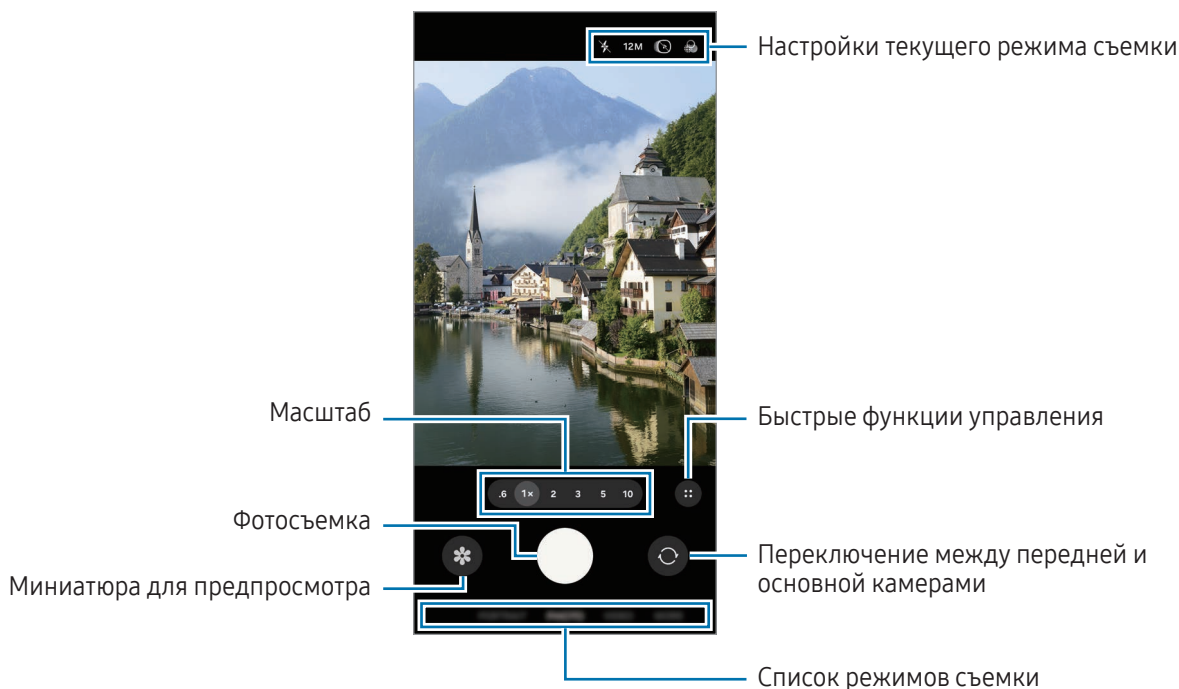 12M
Настройки текущего режима съемки
Масштаб
Быстрые функции управления
.6 1× 2 3 5 10
Фотосъемка
Переключение между передней и
основной камерами
Миниатюра для предпросмотра
Список режимов съемки